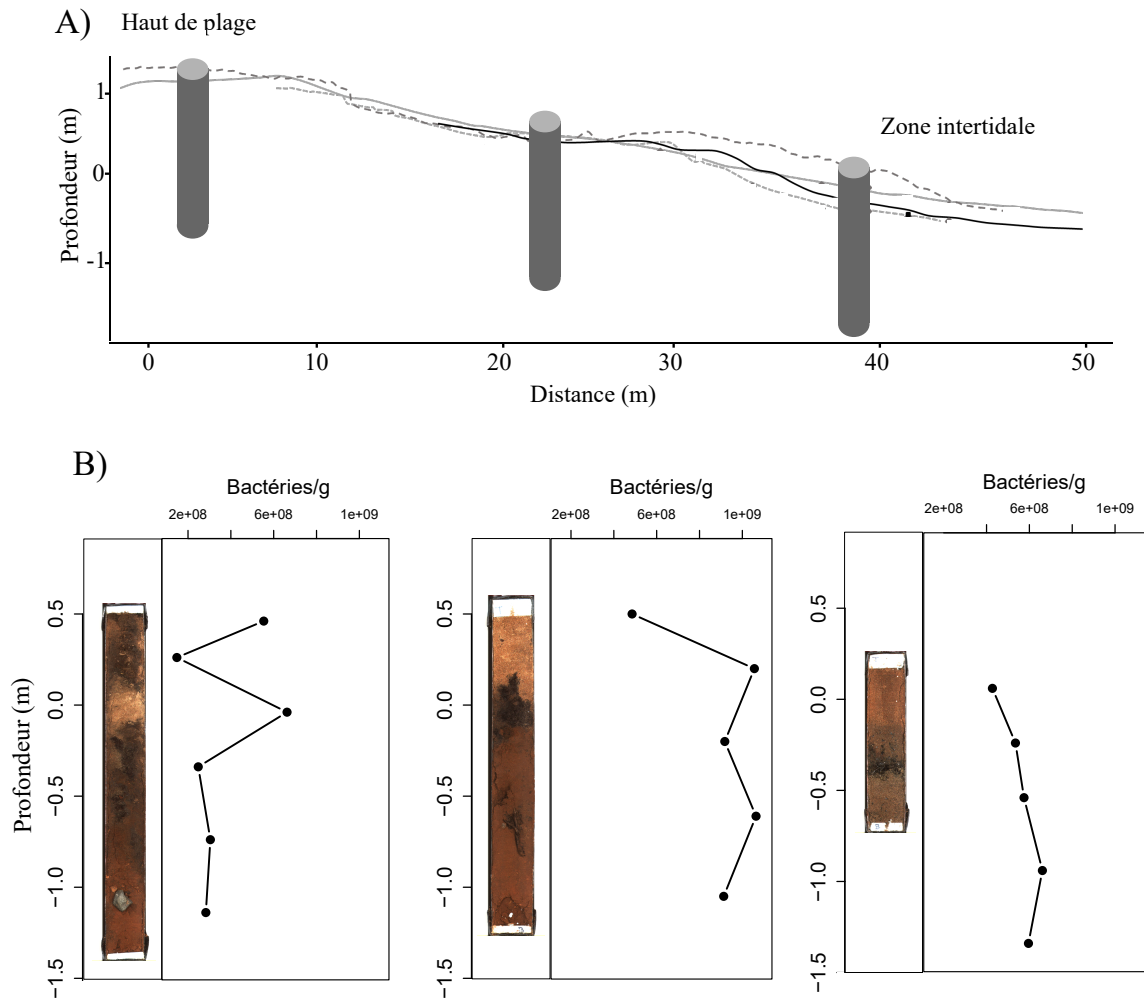 A) Haut de plage
Profondeur (m)
1
0
-1
Zone intertidale
0 10 20 30 40 50
Distance (m)
B)
Bactéries/g
2e+08 6e+08 1e+09
Bactéries/g
2e+08 6e+08 1e+09
Bactéries/g
2e+08 6e+08 1e+09
Profondeur (m)
0.5
0.0
−0.5
−1.0
−1.5
0.5
0.0
−0.5
−1.0
−1.5
0.5
0.0
−0.5
−1.0
−1.5